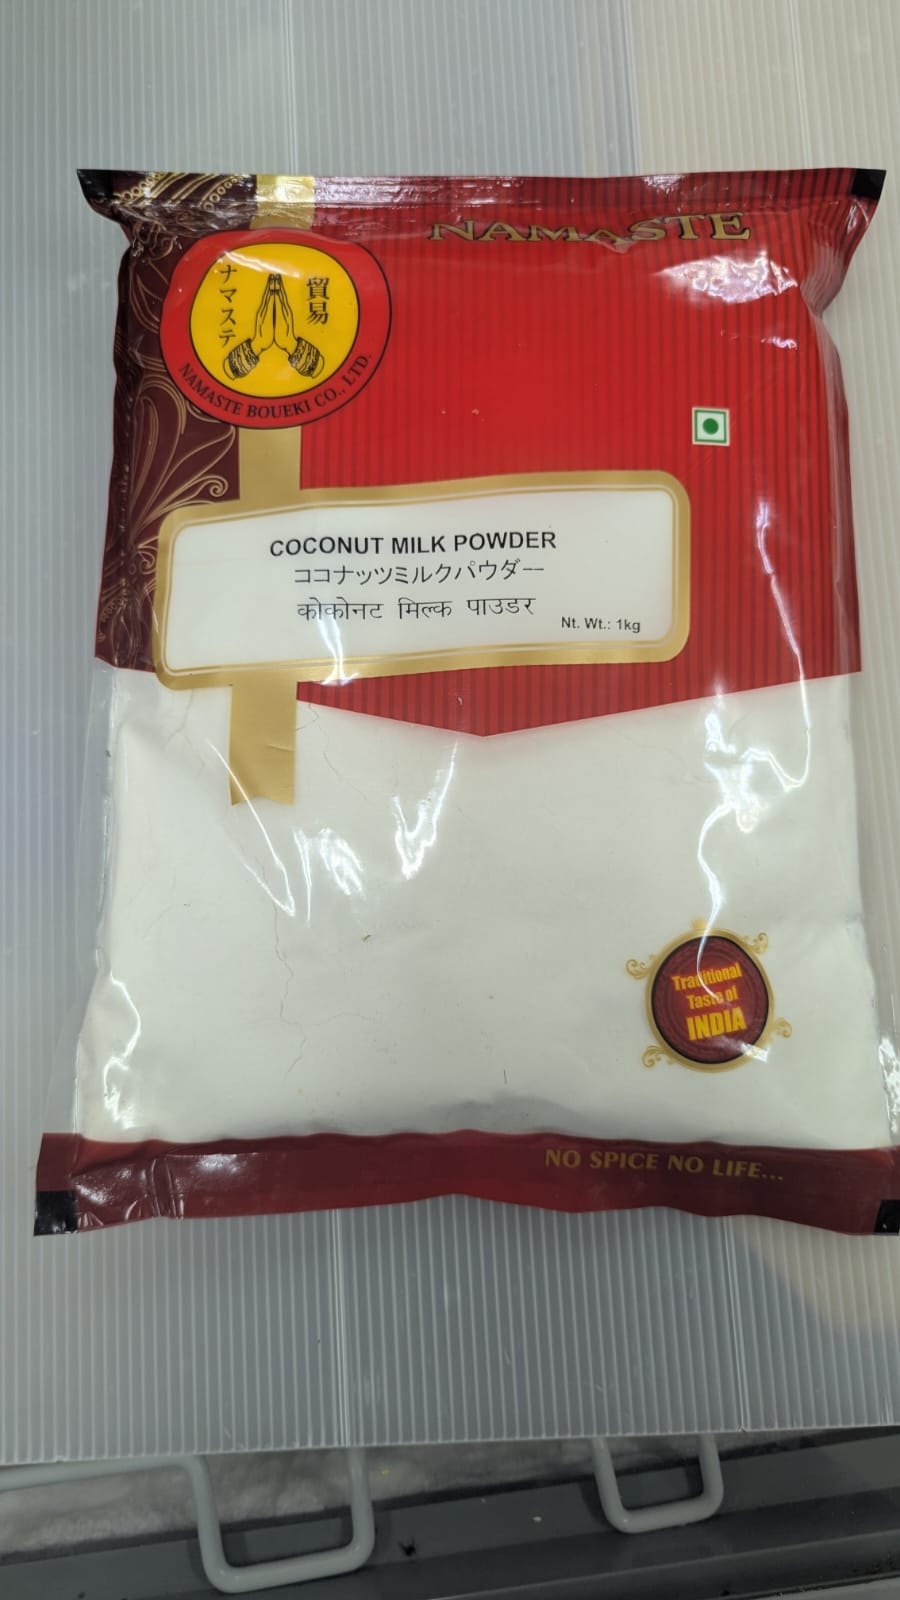 NAMASTE
ナマステ
貿易
NAMASTE BOUEKI CO., LTD.
COCONUT MILK POWDER
ココナッツミルクパウダー
कोकोनट मिल्क पाउडर
Nt. Wt.: 1kg
Traditional
Taste of
INDIA
NO SPICE NO LIFE...